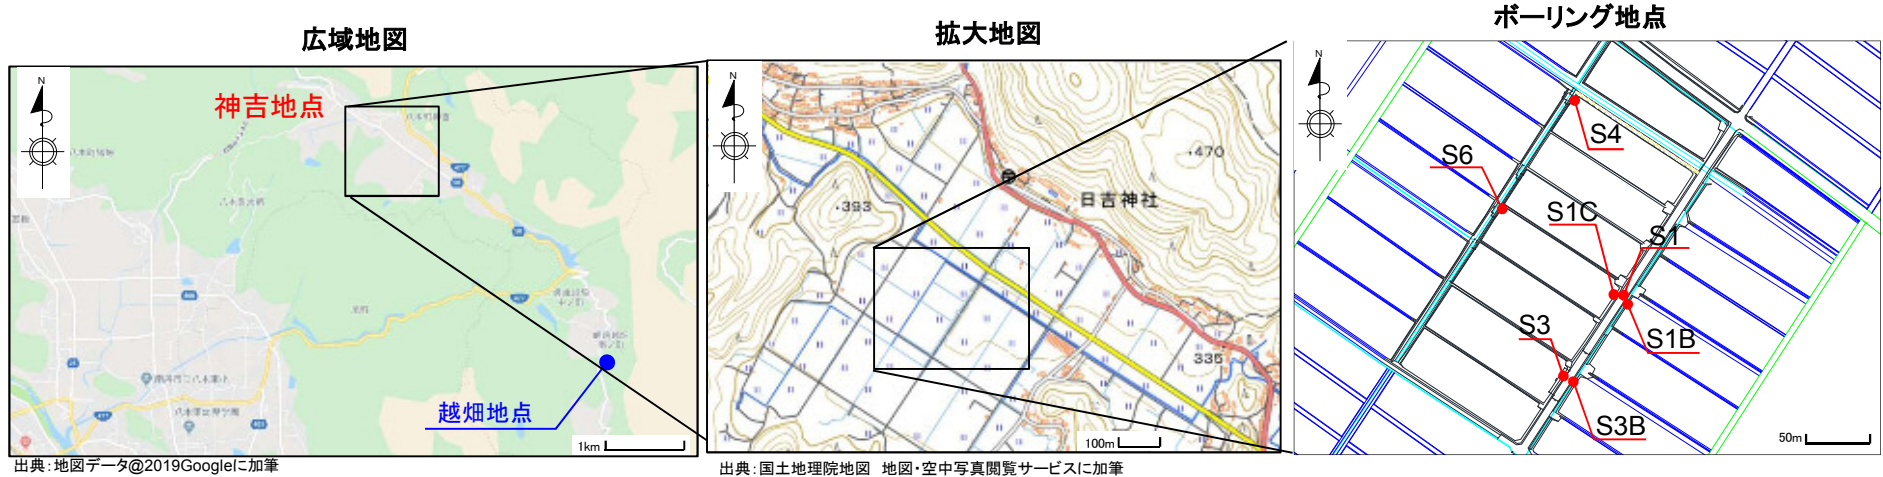 広域地図
拡大地図
ボーリング地点
N
神吉地点
越畑地点
1km
出典：地図データ@2019Googleに加筆
N
・470
・393
日吉神社
335
100m
出典：国土地理院地図　地図・空中写真閲覧サービスに加筆
N
S4
S6
S1C
S1
S1B
S3
S3B
50m